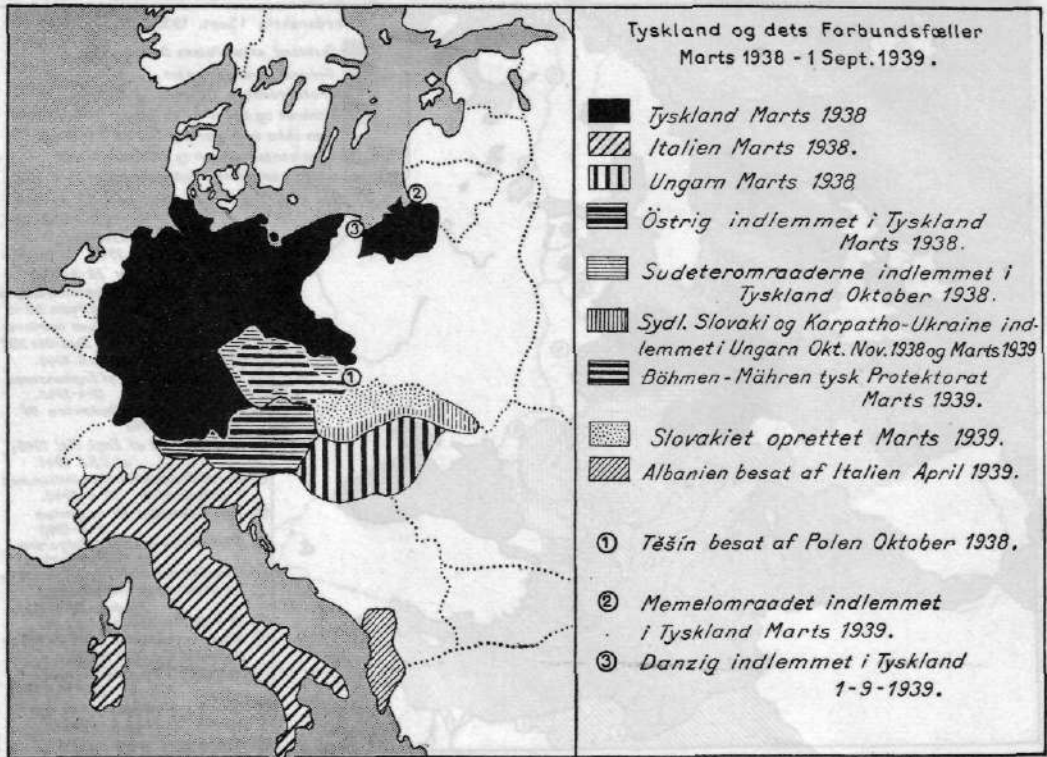 Tyskland og dets Forbundsfæller
Marts 1938 - 1 Sept. 1939.
Tyskland Marts 1938
Italien Marts 1938.
Ungarn Marts 1938
Östrig indlemmet i Tyskland
Marts 1938.
Sudeteromraaderne indlemmet i
Tyskland Oktober 1938.
Sydl. Slovaki og Karpatho-Ukraine ind-
lemmet i Ungarn Okt. Nov. 1938 og Marts 1939
Böhmen-Mähren tysk Protektorat
Marts 1939.
Slovakiet oprettet Marts 1939.
Albanien besat af Italien April 1939.
① Těšín besat af Polen Oktober 1938.
② Memelomraadet indlemmet
i Tyskland Marts 1939.
③ Danzig indlemmet i Tyskland
1-9-1939.
②
③
①